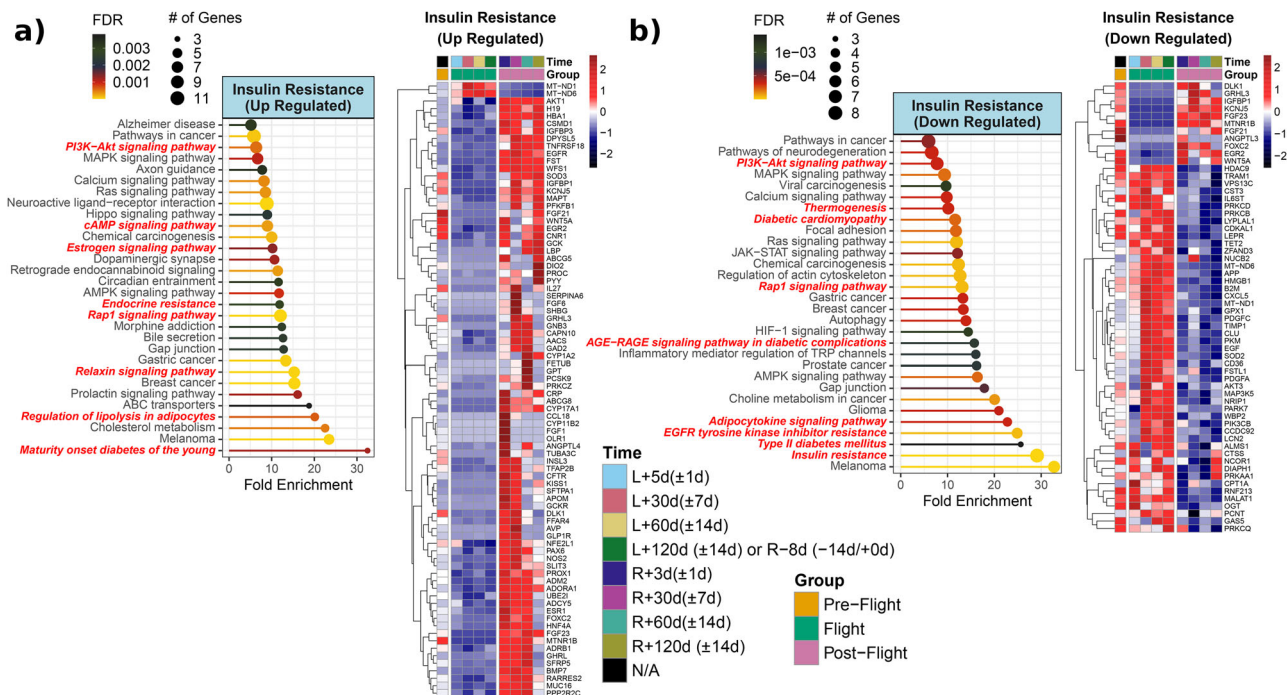 a)
FDR
0.003
0.002
0.001
# of Genes
3
5
7
9
11
Insulin Resistance
(Up Regulated)
Alzheimer disease
Pathways in cancer
PI3K-Akt signaling pathway
MAPK signaling pathway
Axon guidance
Calcium signaling pathway
Ras signaling pathway
Neuroactive ligand-receptor interaction
Hippo signaling pathway
cAMP signaling pathway
Chemical carcinogenesis
Estrogen signaling pathway
Dopaminergic synapse
Retrograde endocannabinoid signaling
Circadian entrainment
AMPK signaling pathway
Endocrine resistance
Rap1 signaling pathway
Morphine addiction
Bile secretion
Gap junction
Gastric cancer
Relaxin signaling pathway
Breast cancer
Prolactin signaling pathway
ABC transporters
Regulation of lipolysis in adipocytes
Cholesterol metabolism
Melanoma
Maturity onset diabetes of the young
0 10 20 30
Fold Enrichment
Insulin Resistance
(Up Regulated)
Time
Group
2
1
0
−1
−2
MT-ND1
MT-ND6
AKT1
H19
HBA1
CSMD1
IGFBP3
DPYSL5
TNFRSF18
EGFR
FST
WFS1
SOD3
IGFBP1
KCNJ5
MAPT
PFKFB1
FGF21
WNT5A
EGR2
CNR1
GCK
LBP
ABCG5
DIO2
PROC
PYY
IL27
SERPINA6
FGF6
SHBG
GRHL3
GNB3
CAPN10
AACS
GAD2
CYP1A2
FETUB
GPT
PCSK9
PRKCZ
CRP
ABCG8
CYP17A1
CCL18
CYP11B2
FGF1
OLR1
ANGPTL4
TUBA3C
INSL3
TFAP2B
CFTR
KISS1
SFTPA1
APOM
GCKR
DLK1
FFAR4
AVP
GLP1R
NFE2L1
PAX6
NOS2
SLIT3
PROX1
ADM2
ADORA1
UBE2I
ADCY5
ESR1
FOXC2
HNF4A
FGF23
MTNR1B
ADRB1
GHRL
SFRP5
BMP7
RARRES2
MUC16
PPP2R2C
Time
L+5d(±1d)
L+30d(±7d)
L+60d(±14d)
L+120d (±14d) or R−8d (−14d/+0d)
R+3d(±1d)
R+30d(±7d)
R+60d(±14d)
R+120d (±14d)
N/A
Group
Pre-Flight
Flight
Post-Flight
b)
FDR
1e−03
5e−04
# of Genes
3
4
5
6
7
8
Insulin Resistance
(Down Regulated)
Pathways in cancer
Pathways of neurodegeneration
PI3K-Akt signaling pathway
MAPK signaling pathway
Viral carcinogenesis
Calcium signaling pathway
Thermogenesis
Diabetic cardiomyopathy
Focal adhesion
Ras signaling pathway
JAK-STAT signaling pathway
Chemical carcinogenesis
Regulation of actin cytoskeleton
Rap1 signaling pathway
Gastric cancer
Breast cancer
Autophagy
HIF-1 signaling pathway
AGE-RAGE signaling pathway in diabetic complications
Inflammatory mediator regulation of TRP channels
Prostate cancer
AMPK signaling pathway
Gap junction
Choline metabolism in cancer
Glioma
Adipocytokine signaling pathway
EGFR tyrosine kinase inhibitor resistance
Type II diabetes mellitus
Insulin resistance
Melanoma
0 10 20 30
Fold Enrichment
Insulin Resistance
(Down Regulated)
Time
Group
2
1
0
−1
−2
DLK1
GRHL3
IGFBP1
KCNJ5
FGF23
MTNR1B
FGF21
ANGPTL3
FOXC2
EGR2
WNT5A
HDAC9
TRAM1
VPS13C
CST3
IL6ST
PRKCD
PRKCB
LYPLAL1
CDKAL1
LEPR
TET2
ZFAND3
NUCB2
MT-ND6
APP
HMGB1
B2M
CXCL5
MT-ND1
GPX1
PDGFC
TIMP1
CLU
PKM
EGF
SOD2
CD36
FSTL1
PDGFA
AKT3
MAP3K5
NRIP1
PARK7
WBP2
PIK3CB
CCDC92
LCN2
ALMS1
CTSS
NCOR1
DIAPH1
PRKAA1
CPT1A
RNF213
MALAT1
OGT
PCNT
GAS5
PRKCQ